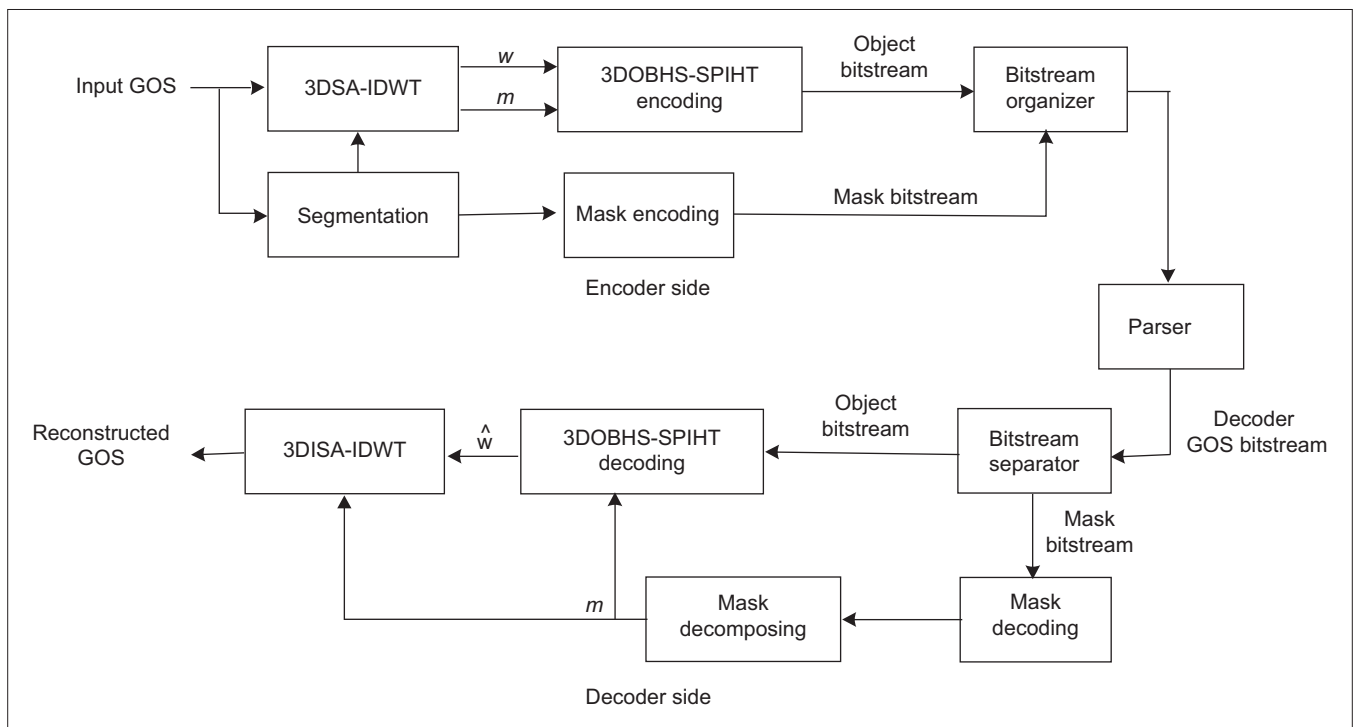 Input GOS
3DSA-IDWT
w
m
3DOBHS-SPIHT
encoding
Object
bitstream
Bitstream
organizer
Segmentation
Mask encoding
Mask bitstream
Encoder side
Parser
Decoder
GOS bitstream
Reconstructed
GOS
3DISA-IDWT
ŵ
3DOBHS-SPIHT
decoding
Object
bitstream
Bitstream
separator
Mask
bitstream
m
Mask
decomposing
Mask
decoding
Decoder side